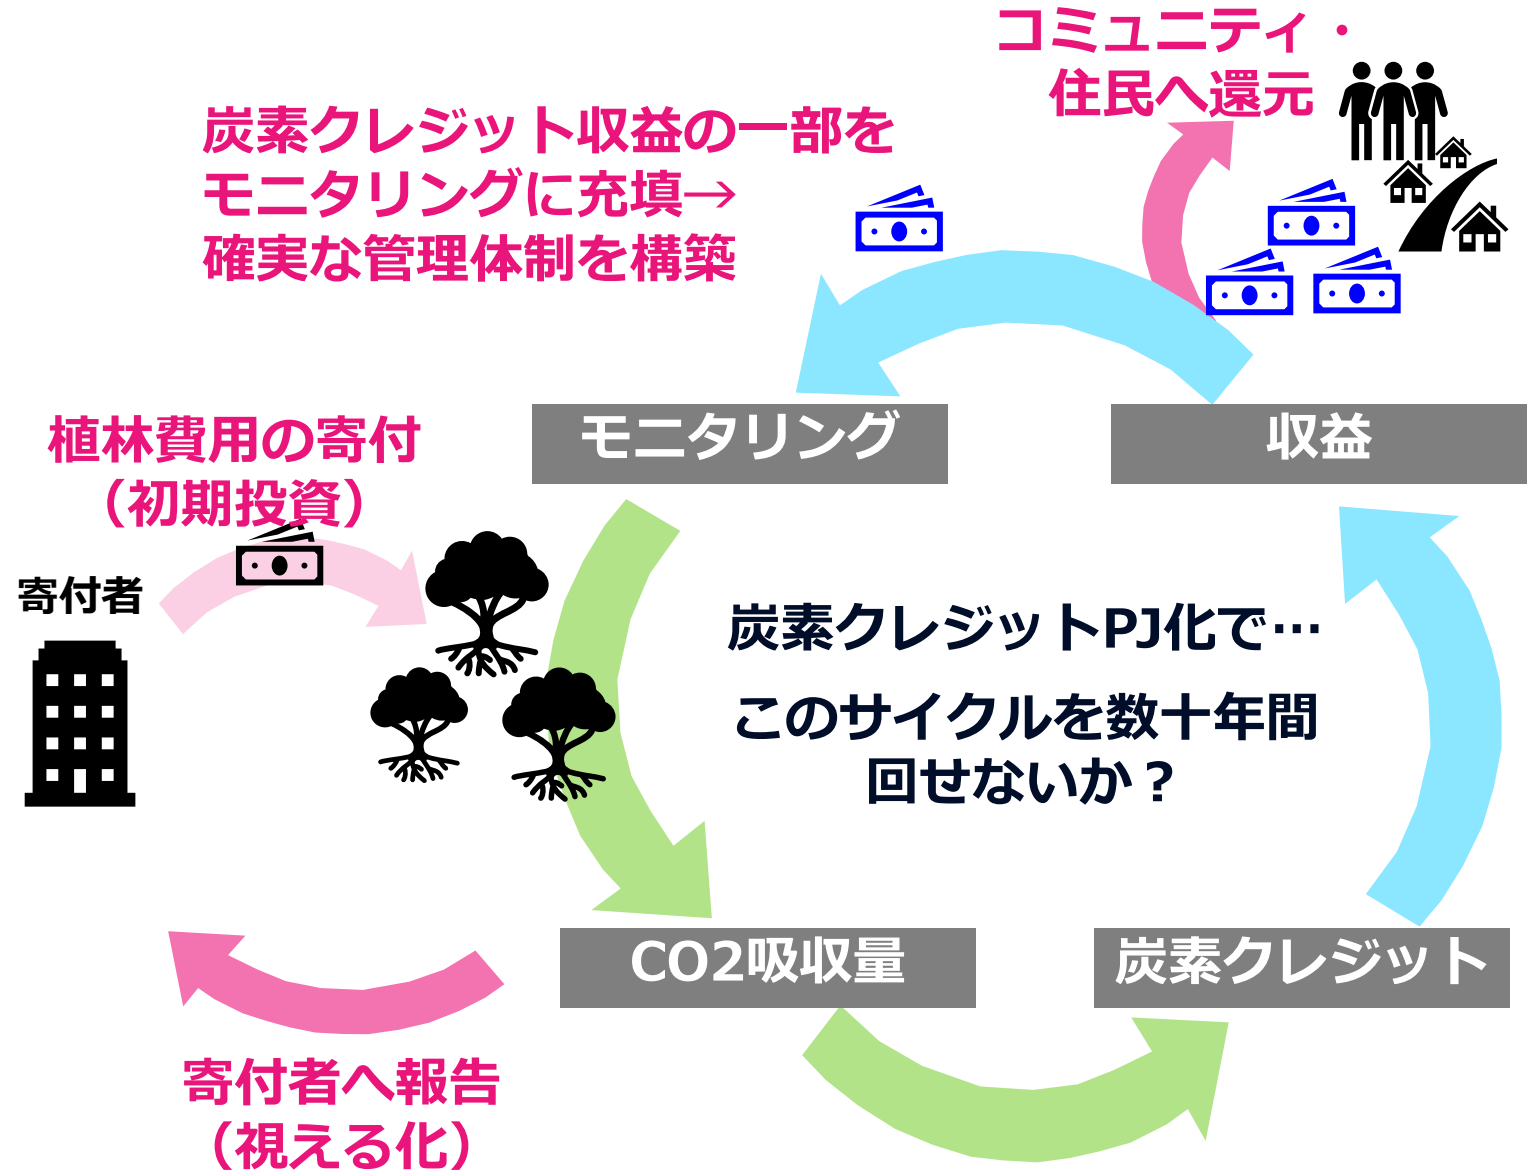 コミュニティ・
住民へ還元
炭素クレジット収益の一部を
モニタリングに充填→
確実な管理体制を構築
植林費用の寄付
（初期投資）
寄付者
モニタリング
収益
炭素クレジットPJ化で…
このサイクルを数十年間
回せないか？
CO2吸収量
炭素クレジット
寄付者へ報告
（視える化）